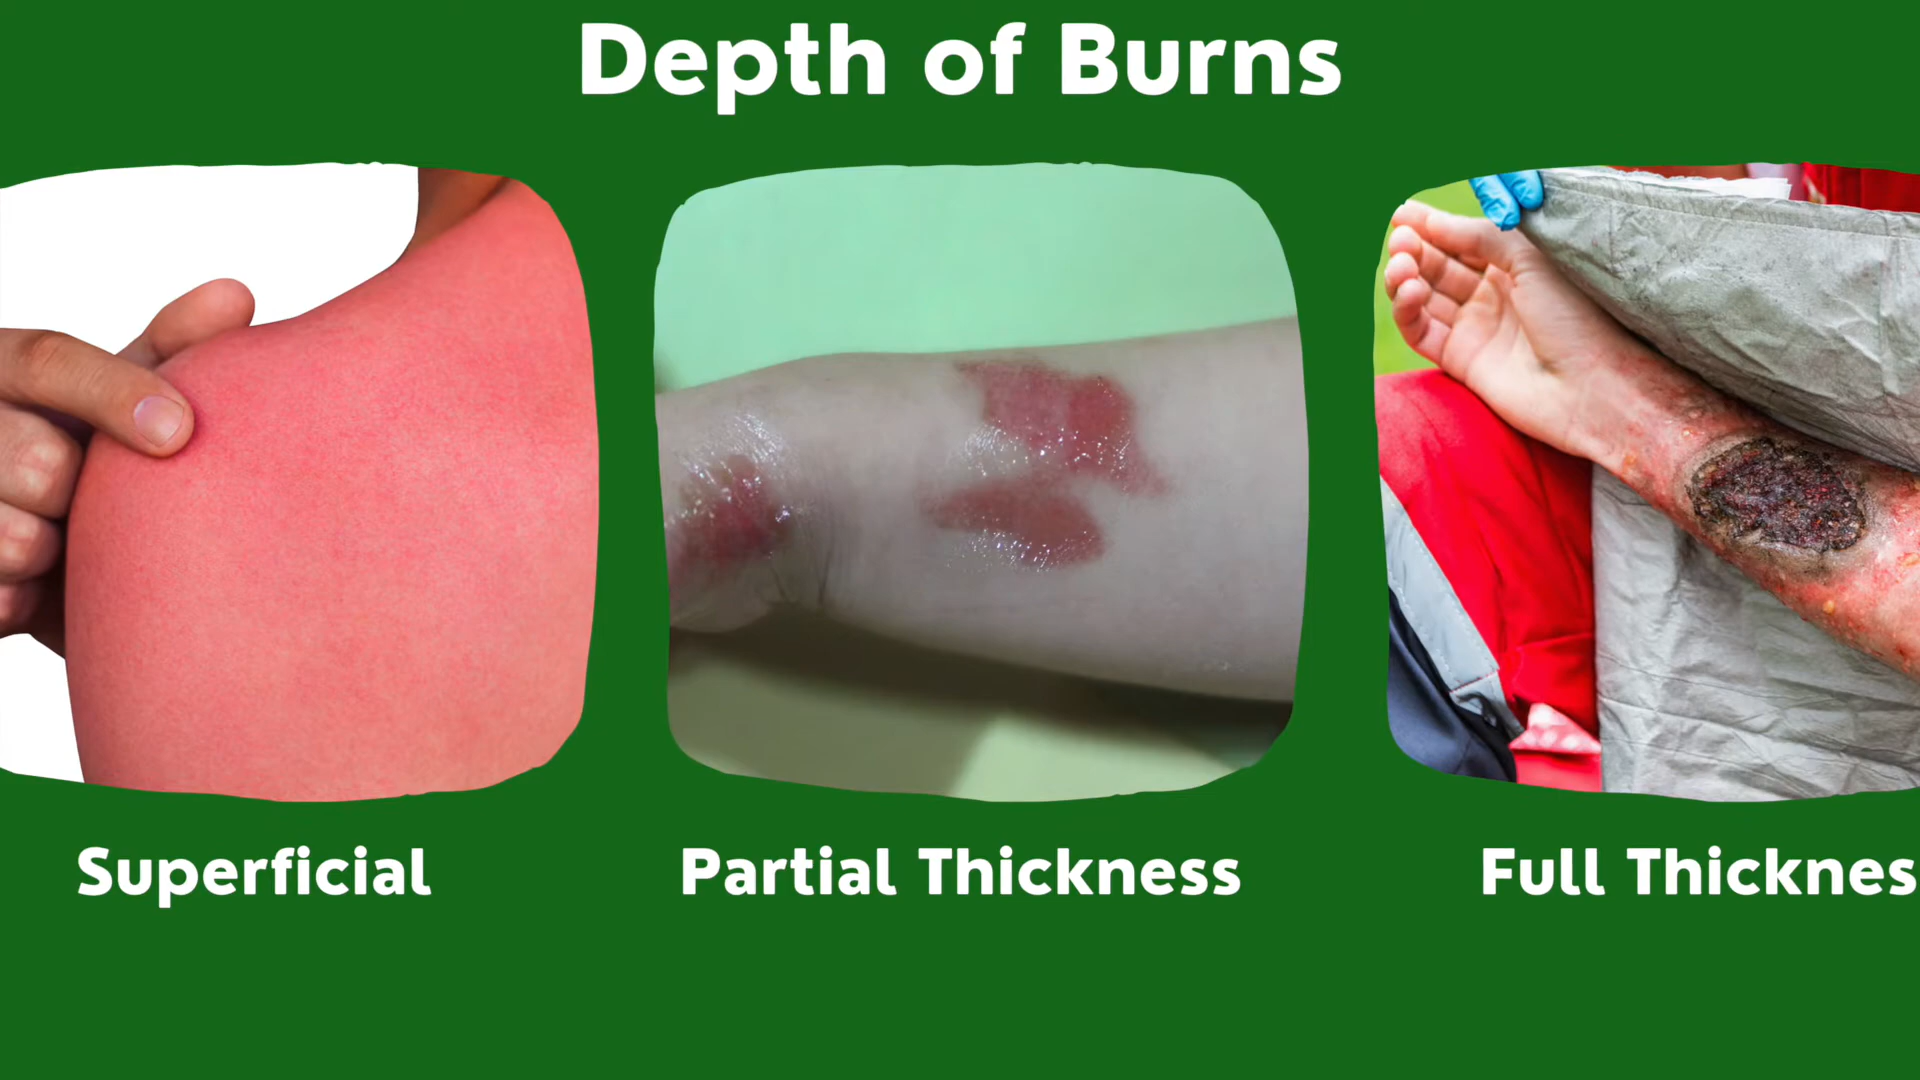 Depth of Burns
Superficial
Partial Thickness
Full Thicknes